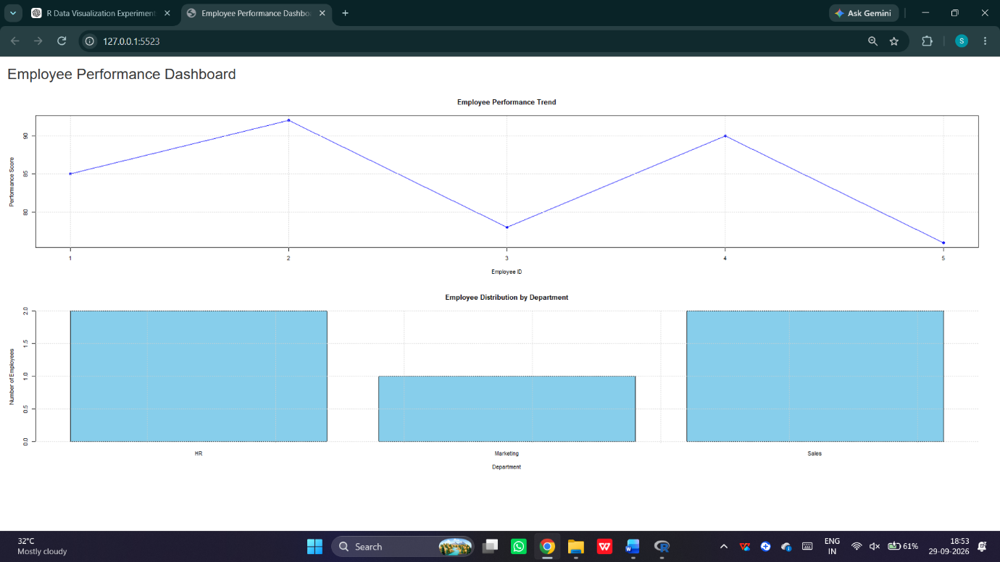 R Data Visualization Experiment
Employee Performance Dashbo
Ask Gemini
127.0.0.1:5523
S
Employee Performance Dashboard
Employee Performance Trend
Performance Score
90
85
80
1 2 3 4 5
Employee ID
Employee Distribution by Department
Number of Employees
2.0
1.5
1.0
0.5
0.0
HR Marketing Sales
Department
32°C
Mostly cloudy
Search
W
W
R
ENG
IN
61%
18:53
29-09-2026